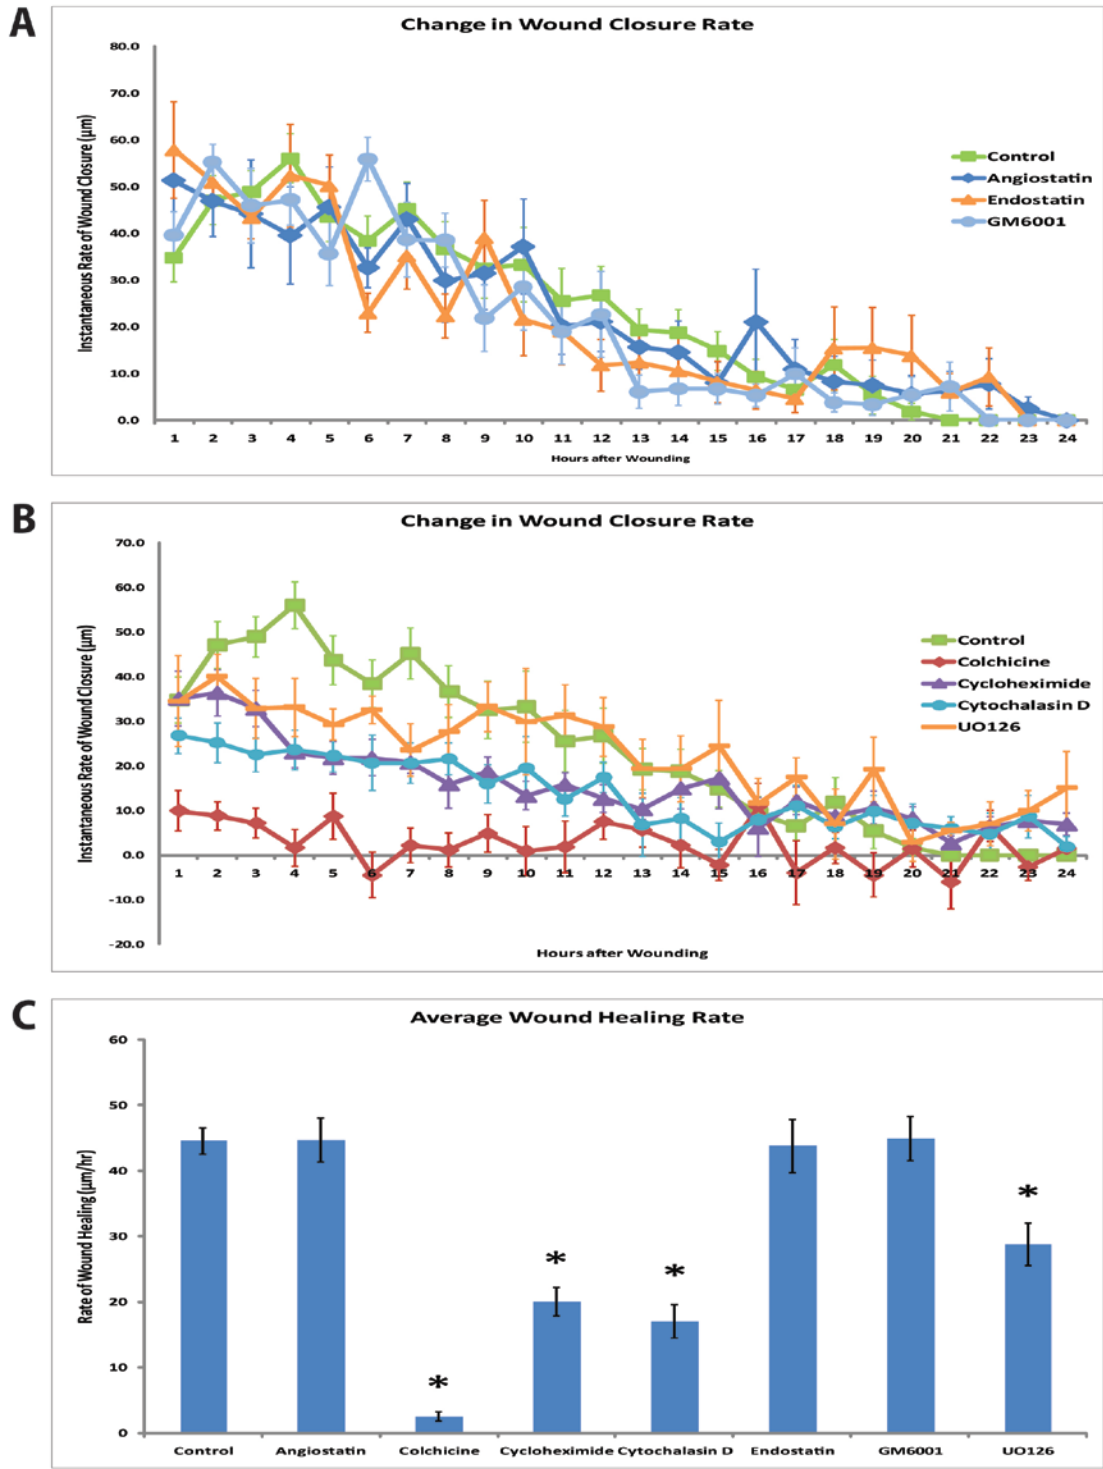 A
Change in Wound Closure Rate
Instantaneous Rate of Wound Closure (µm)
80.0
70.0
60.0
50.0
40.0
30.0
20.0
10.0
0.0
Control
Angiostatin
Endostatin
GM6001
1 2 3 4 5 6 7 8 9 10 11 12 13 14 15 16 17 18 19 20 21 22 23 24
Hours after Wounding
B
Change in Wound Closure Rate
Instantaneous Rate of Wound Closure (µm)
70.0
60.0
50.0
40.0
30.0
20.0
10.0
0.0
-10.0
-20.0
Control
Colchicine
Cycloheximide
Cytochalasin D
UO126
1 2 3 4 5 6 7 8 9 10 11 12 13 14 15 16 17 18 19 20 21 22 23 24
Hours after Wounding
C
Average Wound Healing Rate
Rate of Wound Healing (µm/hr)
60
50
40
30
20
10
0
* * * *
Control Angiostatin Colchicine Cycloheximide Cytochalasin D Endostatin GM6001 UO126